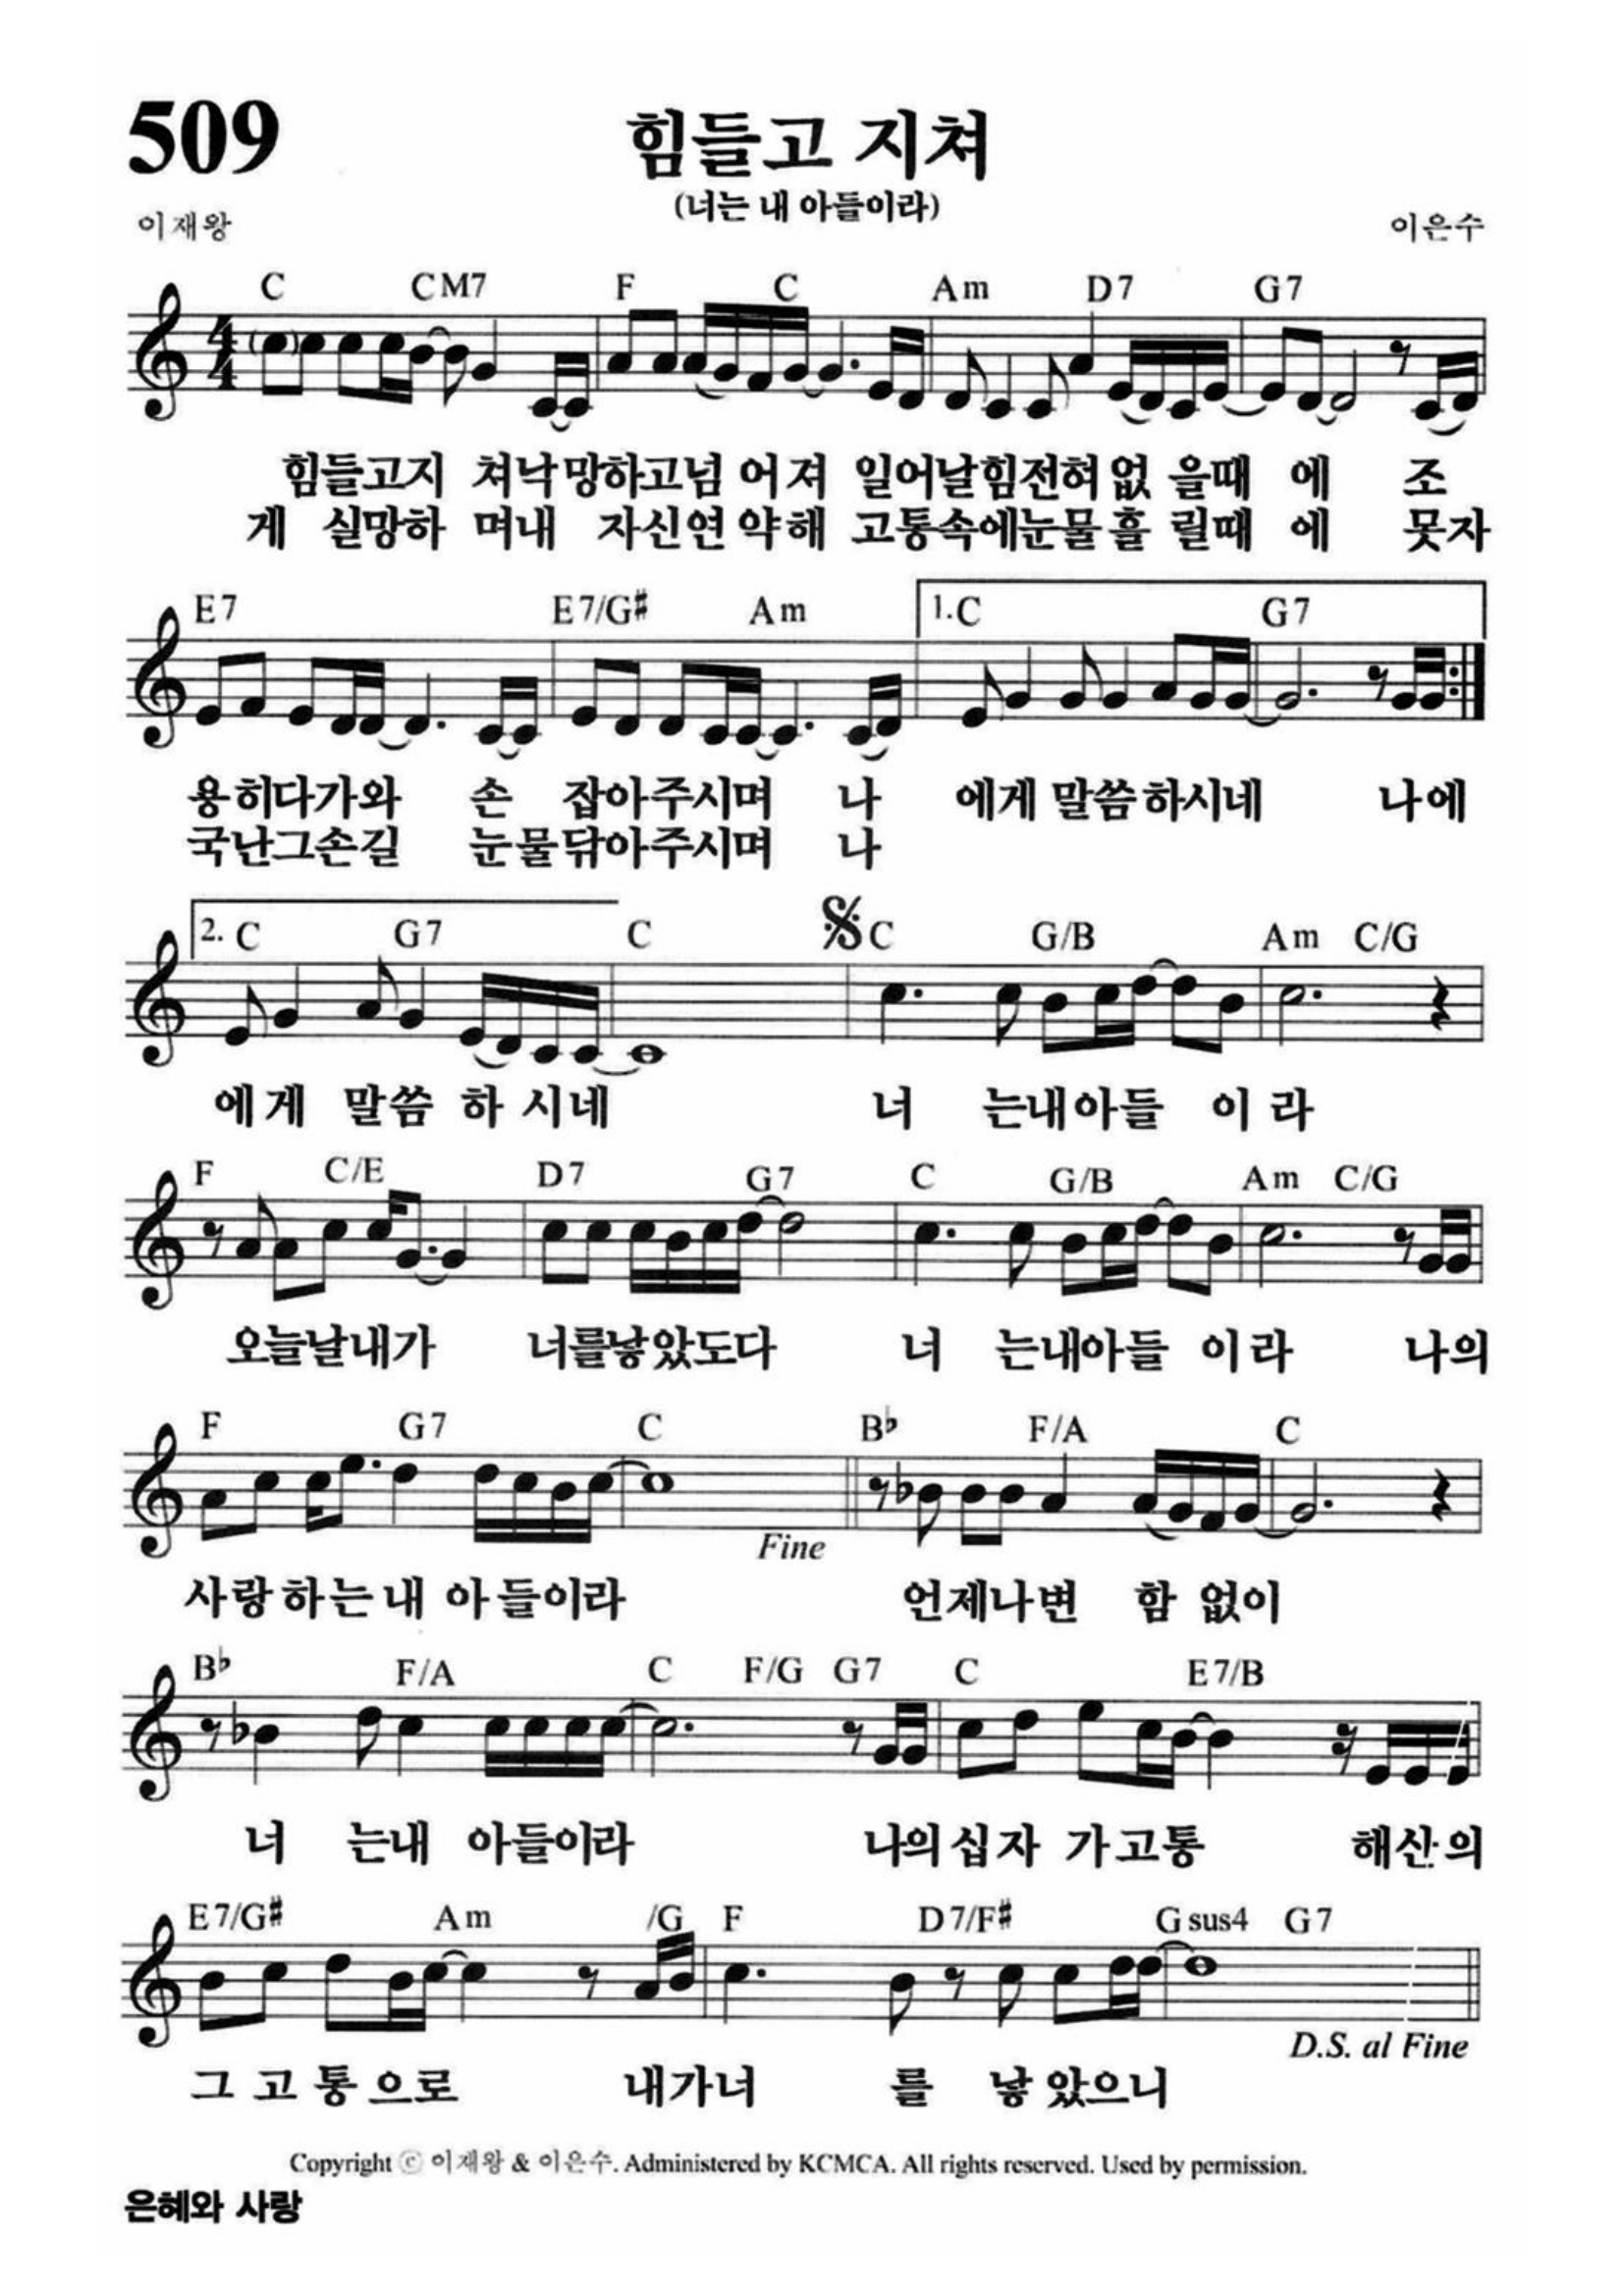 509
힘들고 지쳐
(너는 내 아들이라)
이재왕 이은수
C CM7 F C Am D7 G7
힘들고지 쳐낙망하고넘 어져 일어날힘전혀없 을때 에 조
게 실망하 며내 자신연약해 고통속에눈물흘 릴때 에 못자
E7 E7/G# Am 1.C G7
용히다가와 손 잡아주시며 나 에게 말씀하시네 나에
국난그손길 눈물닦아주시며 나
2. C G7 C C G/B Am C/G
에게 말씀 하 시네 너 는내아들 이 라
F C/E D7 G7 C G/B Am C/G
오늘날내가 너를낳았도다 너 는내아들 이라 나의
F G7 C B♭ F/A C
Fine
사랑하는내 아들이라 언제나변 함 없이
B♭ F/A C F/G G7 C E7/B
너 는내 아들이라 나의십자 가고통 해산의
E7/G# Am /G F D7/F# Gsus4 G7
D.S. al Fine
그 고 통 으로 내가너 를 낳 았으니
Copyright ⓒ 이재왕 & 이은수. Administered by KCMCA. All rights reserved. Used by permission.
은혜와 사랑